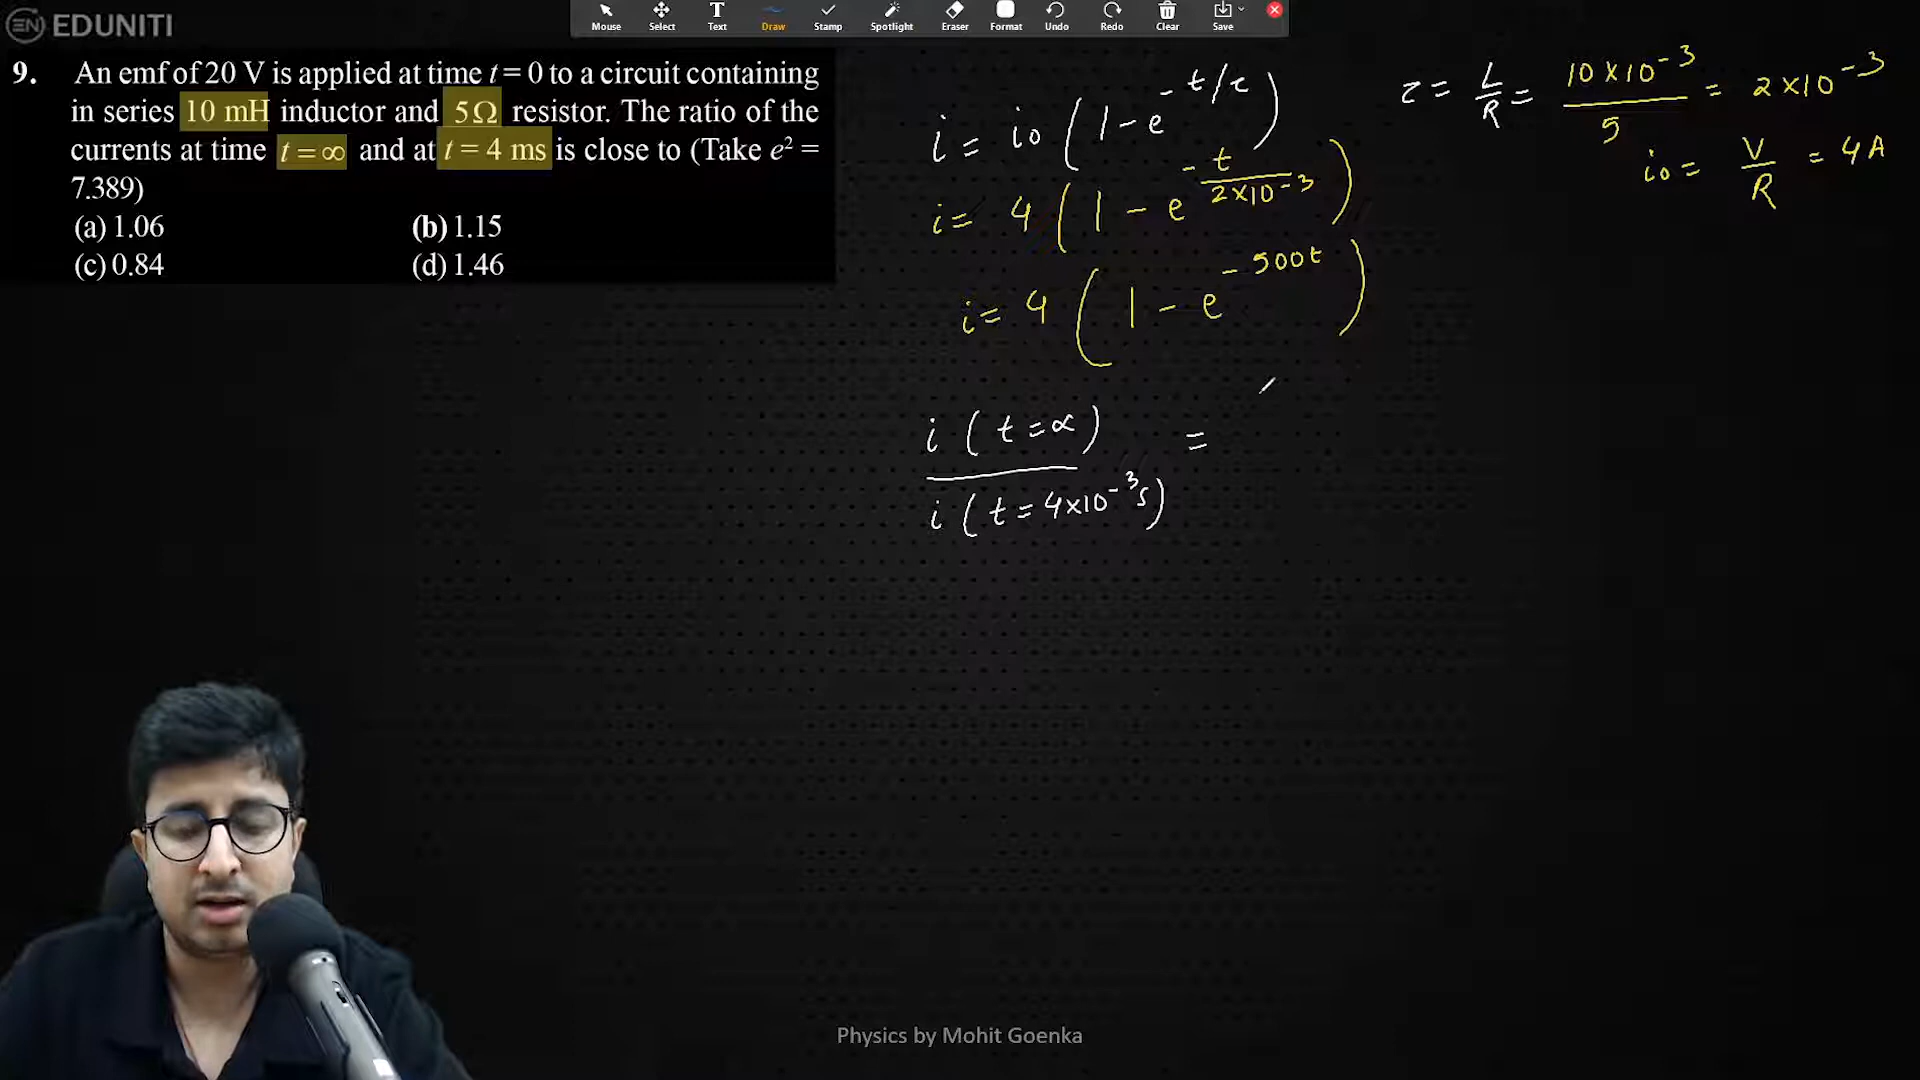 EN EDUNITI
Mouse Select Text Draw Stamp Spotlight Eraser Format Undo Redo Clear Save
9. An emf of 20 V is applied at time t = 0 to a circuit containing
in series 10 mH inductor and 5Ω resistor. The ratio of the
currents at time t = ∞ and at t = 4 ms is close to (Take e² =
7.389)
(a) 1.06 (b) 1.15
(c) 0.84 (d) 1.46
i = i₀ (1 - e^{-t/τ})
i = 4 (1 - e^{-t/2×10⁻³})
i = 4 (1 - e^{-500t})
i (t = ∝) / i (t = 4×10⁻³s) =
τ = L/R = 10×10⁻³/5 = 2×10⁻³
i₀ = V/R = 4A
Physics by Mohit Goenka